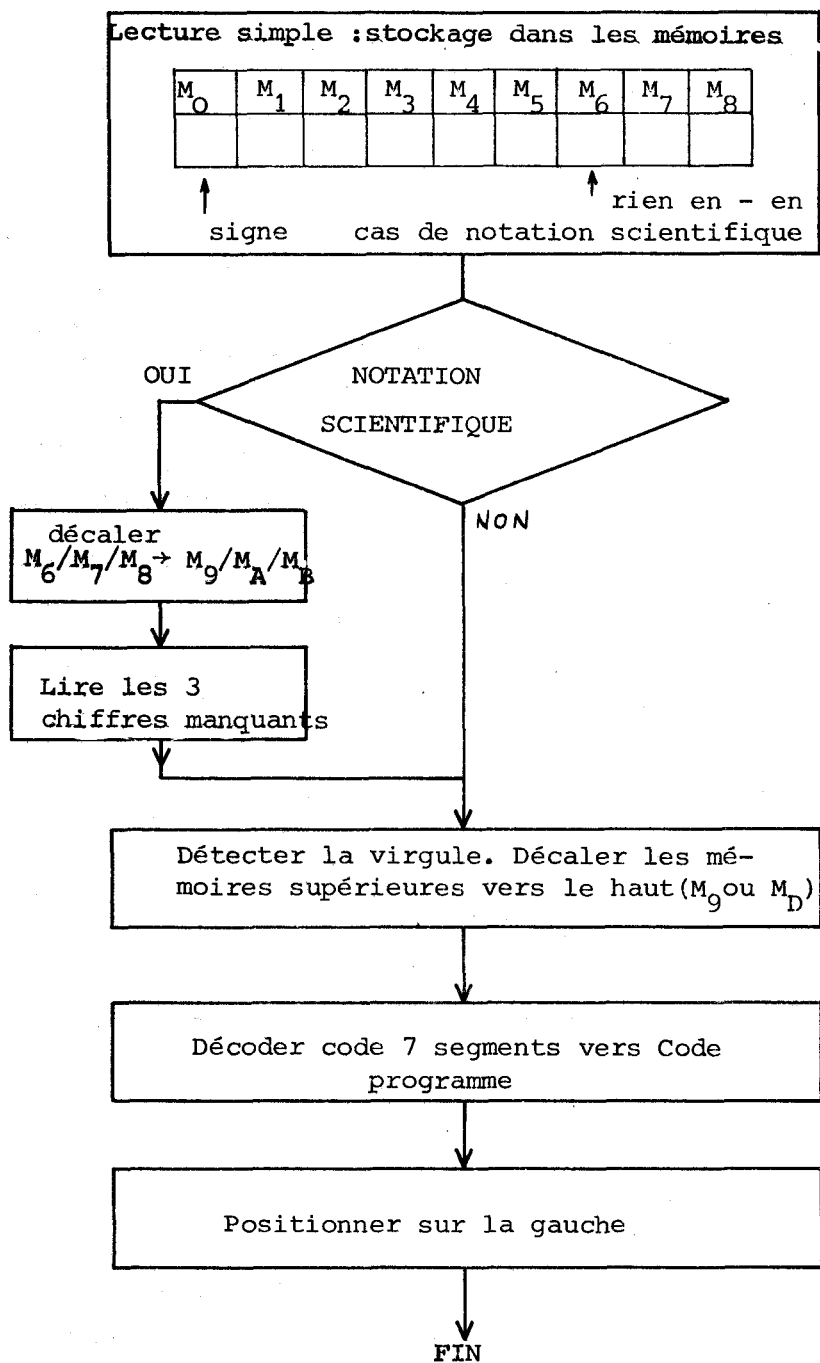 Lecture simple :stockage dans les mémoires
M0 M1 M2 M3 M4 M5 M6 M7 M8
rien en - en
signe cas de notation scientifique
OUI
NOTATION
SCIENTIFIQUE
NON
décaler
M6/M7/M8→ M9/MA/MB
Lire les 3
chiffres manquants
Détecter la virgule. Décaler les mé-
moires supérieures vers le haut(M9ou MD)
Décoder code 7 segments vers Code
programme
Positionner sur la gauche
FIN